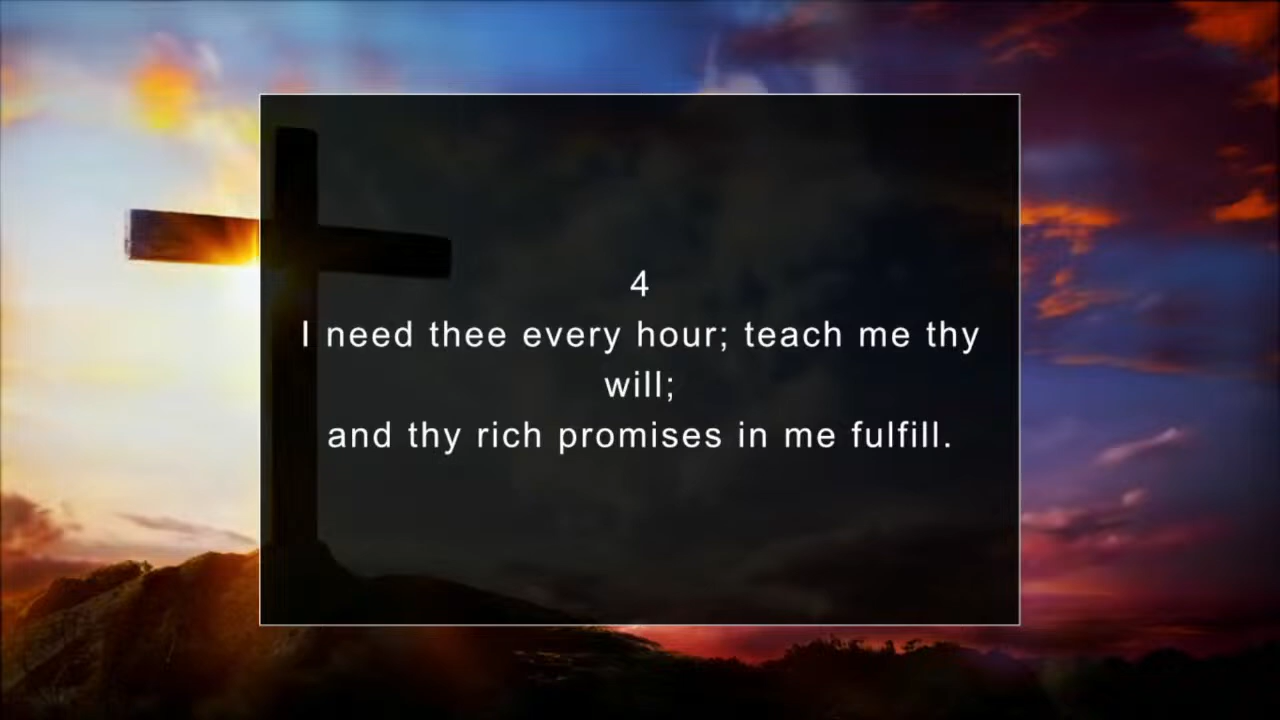 4
I need thee every hour; teach me thy
will;
and thy rich promises in me fulfill.